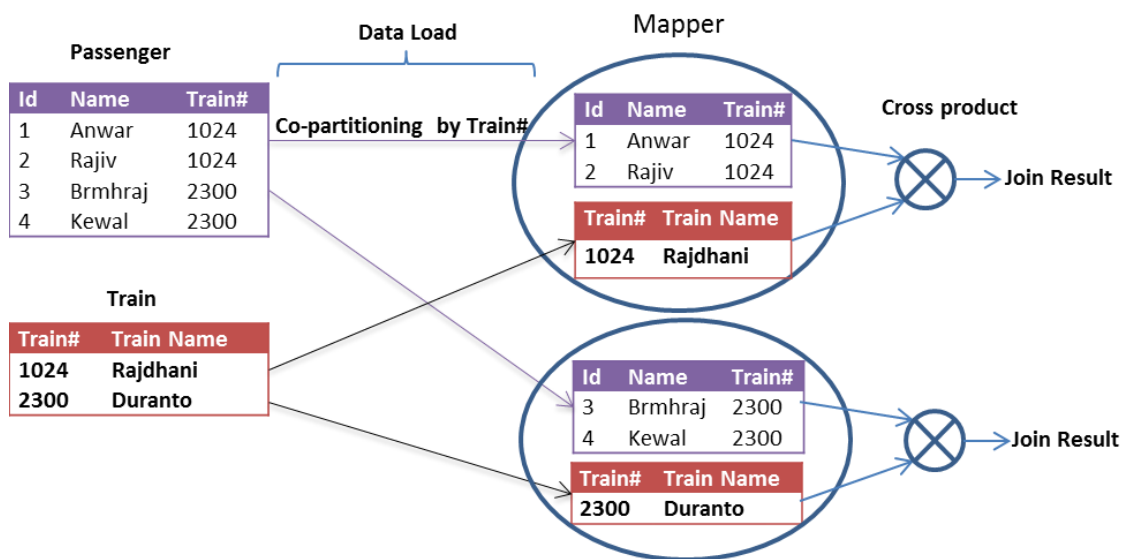 Mapper
Data Load
Passenger
Id Name Train#
1 Anwar 1024
2 Rajiv 1024
3 Brmhraj 2300
4 Kewal 2300
Co-partitioning by Train#
Id Name Train#
1 Anwar 1024
2 Rajiv 1024
Train# Train Name
1024 Rajdhani
Cross product
Join Result
Train
Train# Train Name
1024 Rajdhani
2300 Duranto
Id Name Train#
3 Brmhraj 2300
4 Kewal 2300
Train# Train Name
2300 Duranto
Join Result